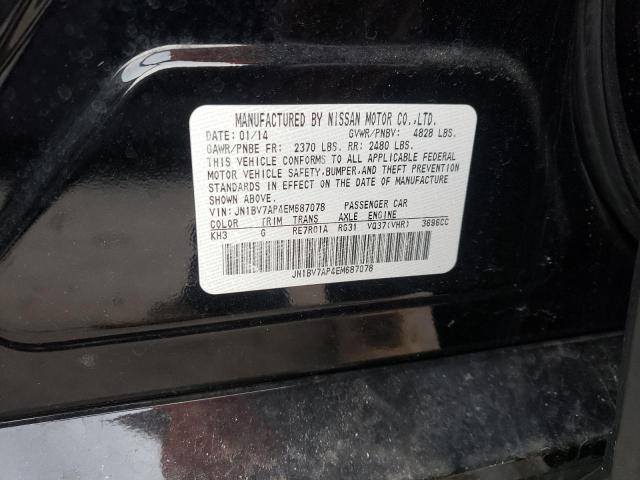 MANUFACTURED BY NISSAN MOTOR CO.,LTD.
DATE: 01/14 GVWR/PNBV: 4828 LBS.
GAWR/PNBE FR: 2370 LBS. RR: 2480 LBS.
THIS VEHICLE CONFORMS TO ALL APPLICABLE FEDERAL
MOTOR VEHICLE SAFETY,BUMPER,AND THEFT PREVENTION
STANDARDS IN EFFECT ON THE DATE OF MANUFACTURE
SHOWN ABOVE.
VIN: JN1BV7AP4EM687078 PASSENGER CAR
COLOR TRIM TRANS AXLE ENGINE
KH3 G RE7R01A RG31 VQ37(VHR) 3696CC
JN1BV7AP4EM687078